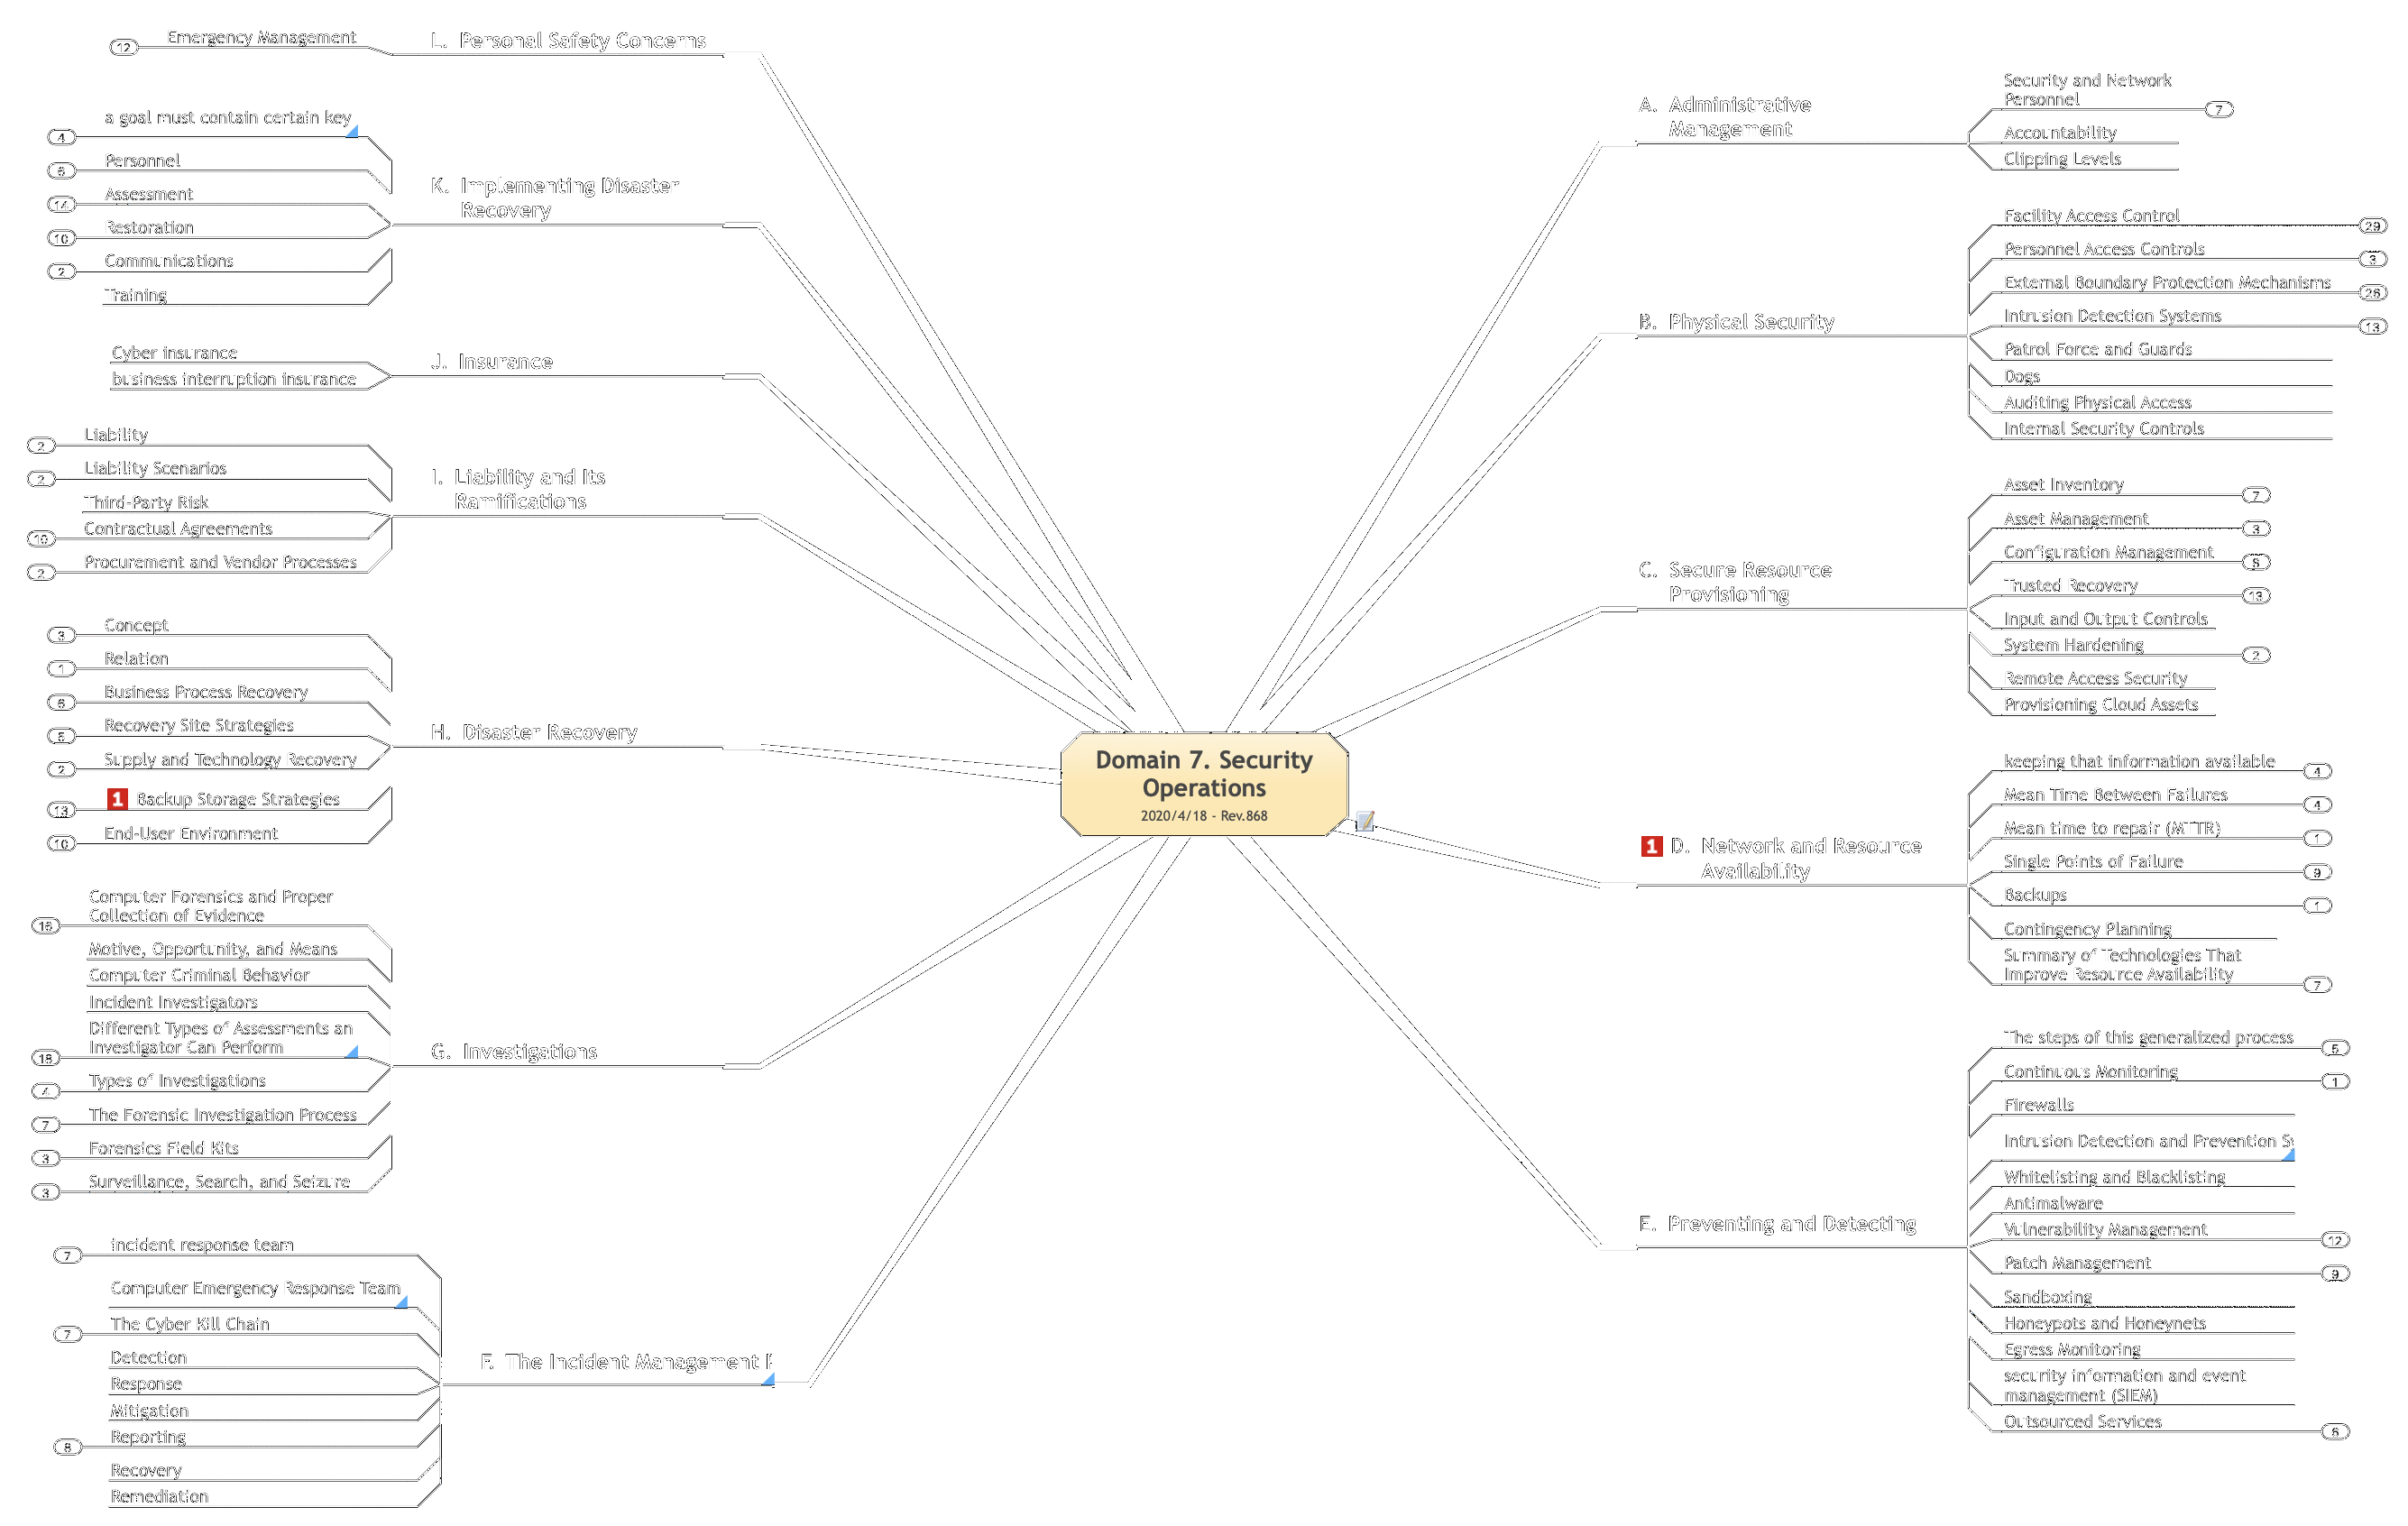 Domain 7. Security
Operations
2020/4/18 - Rev.868
A. Administrative
Management
Security and Network
Personnel
7
Accountability
Clipping Levels
B. Physical Security
Facility Access Control
29
Personnel Access Controls
3
External Boundary Protection Mechanisms
26
Intrusion Detection Systems
13
Patrol Force and Guards
Dogs
Auditing Physical Access
Internal Security Controls
C. Secure Resource
Provisioning
Asset Inventory
7
Asset Management
3
Configuration Management
Trusted Recovery
13
Input and Output Controls
System Hardening
2
Remote Access Security
Provisioning Cloud Assets
1 D. Network and Resource
Availability
keeping that information available
4
Mean Time Between Failures
4
Mean time to repair (MTTR)
1
Single Points of Failure
9
Backups
1
Contingency Planning
Summary of Technologies That
Improve Resource Availability
7
E. Preventing and Detecting
The steps of this generalized process
5
Continuous Monitoring
1
Firewalls
Intrusion Detection and Prevention Sy
Whitelisting and Blacklisting
Antimalware
Vulnerability Management
12
Patch Management
9
Sandboxing
Honeypots and Honeynets
Egress Monitoring
security information and event
management (SIEM)
Outsourced Services
F. The Incident Management
incident response team
7
Computer Emergency Response Team
The Cyber Kill Chain
7
Detection
Response
Mitigation
Reporting
8
Recovery
Remediation
G. Investigations
Computer Forensics and Proper
Collection of Evidence
16
Motive, Opportunity, and Means
Computer Criminal Behavior
Incident Investigators
Different Types of Assessments an
Investigator Can Perform
18
Types of Investigations
4
The Forensic Investigation Process
7
Forensics Field Kits
3
Surveillance, Search, and Seizure
3
H. Disaster Recovery
Concept
3
Relation
1
Business Process Recovery
6
Recovery Site Strategies
5
Supply and Technology Recovery
2
1 Backup Storage Strategies
13
End-User Environment
10
I. Liability and Its
Ramifications
Liability
2
Liability Scenarios
2
Third-Party Risk
Contractual Agreements
10
Procurement and Vendor Processes
2
J. Insurance
Cyber insurance
business interruption insurance
K. Implementing Disaster
Recovery
a goal must contain certain key
4
Personnel
6
Assessment
14
Restoration
10
Communications
2
Training
L. Personal Safety Concerns
Emergency Management
12